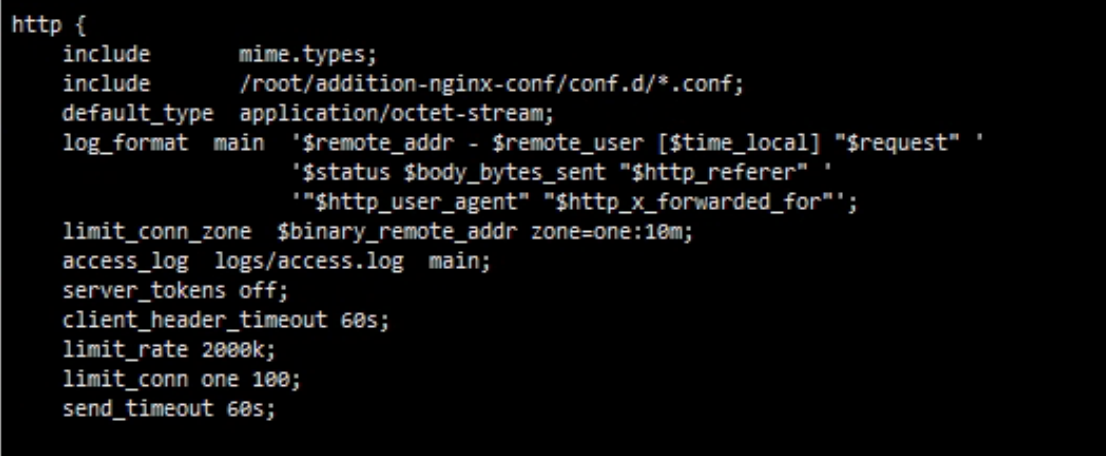 http {
    include       mime.types;
    include       /root/addition-nginx-conf/conf.d/*.conf;
    default_type  application/octet-stream;
    log_format  main  '$remote_addr - $remote_user [$time_local] "$request" '
                      '$status $body_bytes_sent "$http_referer" '
                      '"$http_user_agent" "$http_x_forwarded_for"';
    limit_conn_zone  $binary_remote_addr zone=one:10m;
    access_log  logs/access.log  main;
    server_tokens off;
    client_header_timeout 60s;
    limit_rate 2000k;
    limit_conn one 100;
    send_timeout 60s;